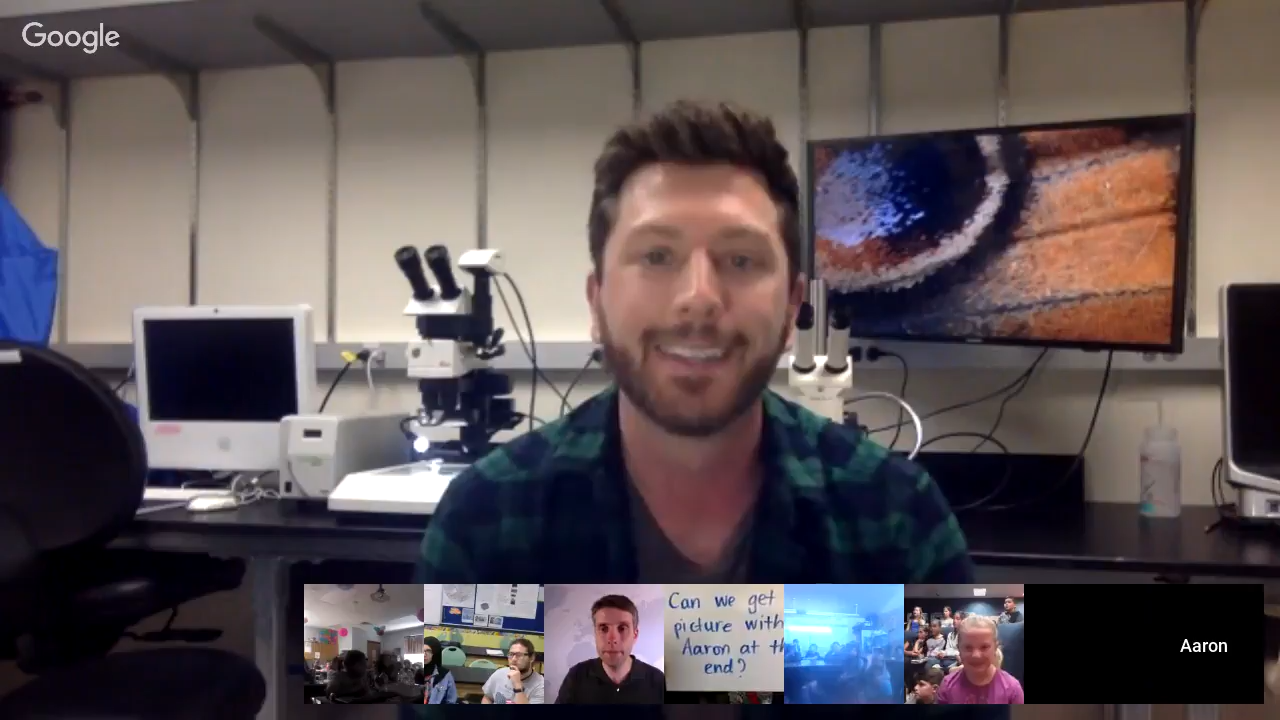 Google
Can we get
picture with
Aaron at th
end?
Aaron